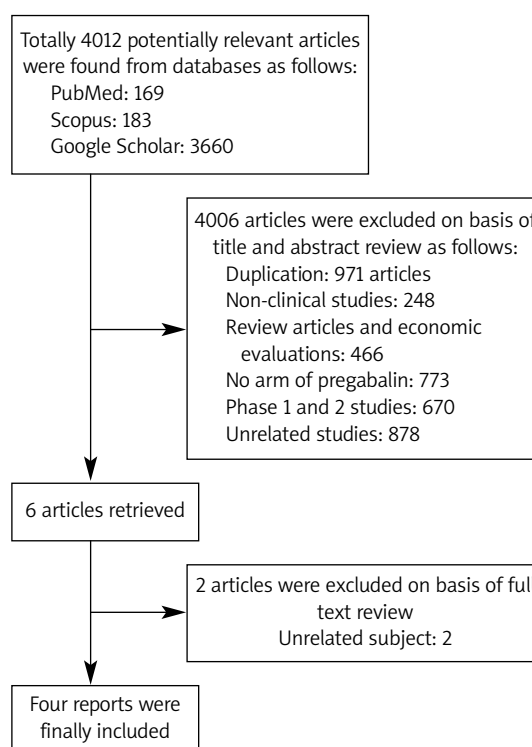 Totally 4012 potentially relevant articles
were found from databases as follows:
PubMed: 169
Scopus: 183
Google Scholar: 3660
4006 articles were excluded on basis of
title and abstract review as follows:
Duplication: 971 articles
Non-clinical studies: 248
Review articles and economic
evaluations: 466
No arm of pregabalin: 773
Phase 1 and 2 studies: 670
Unrelated studies: 878
6 articles retrieved
2 articles were excluded on basis of full
text review
Unrelated subject: 2
Four reports were
finally included